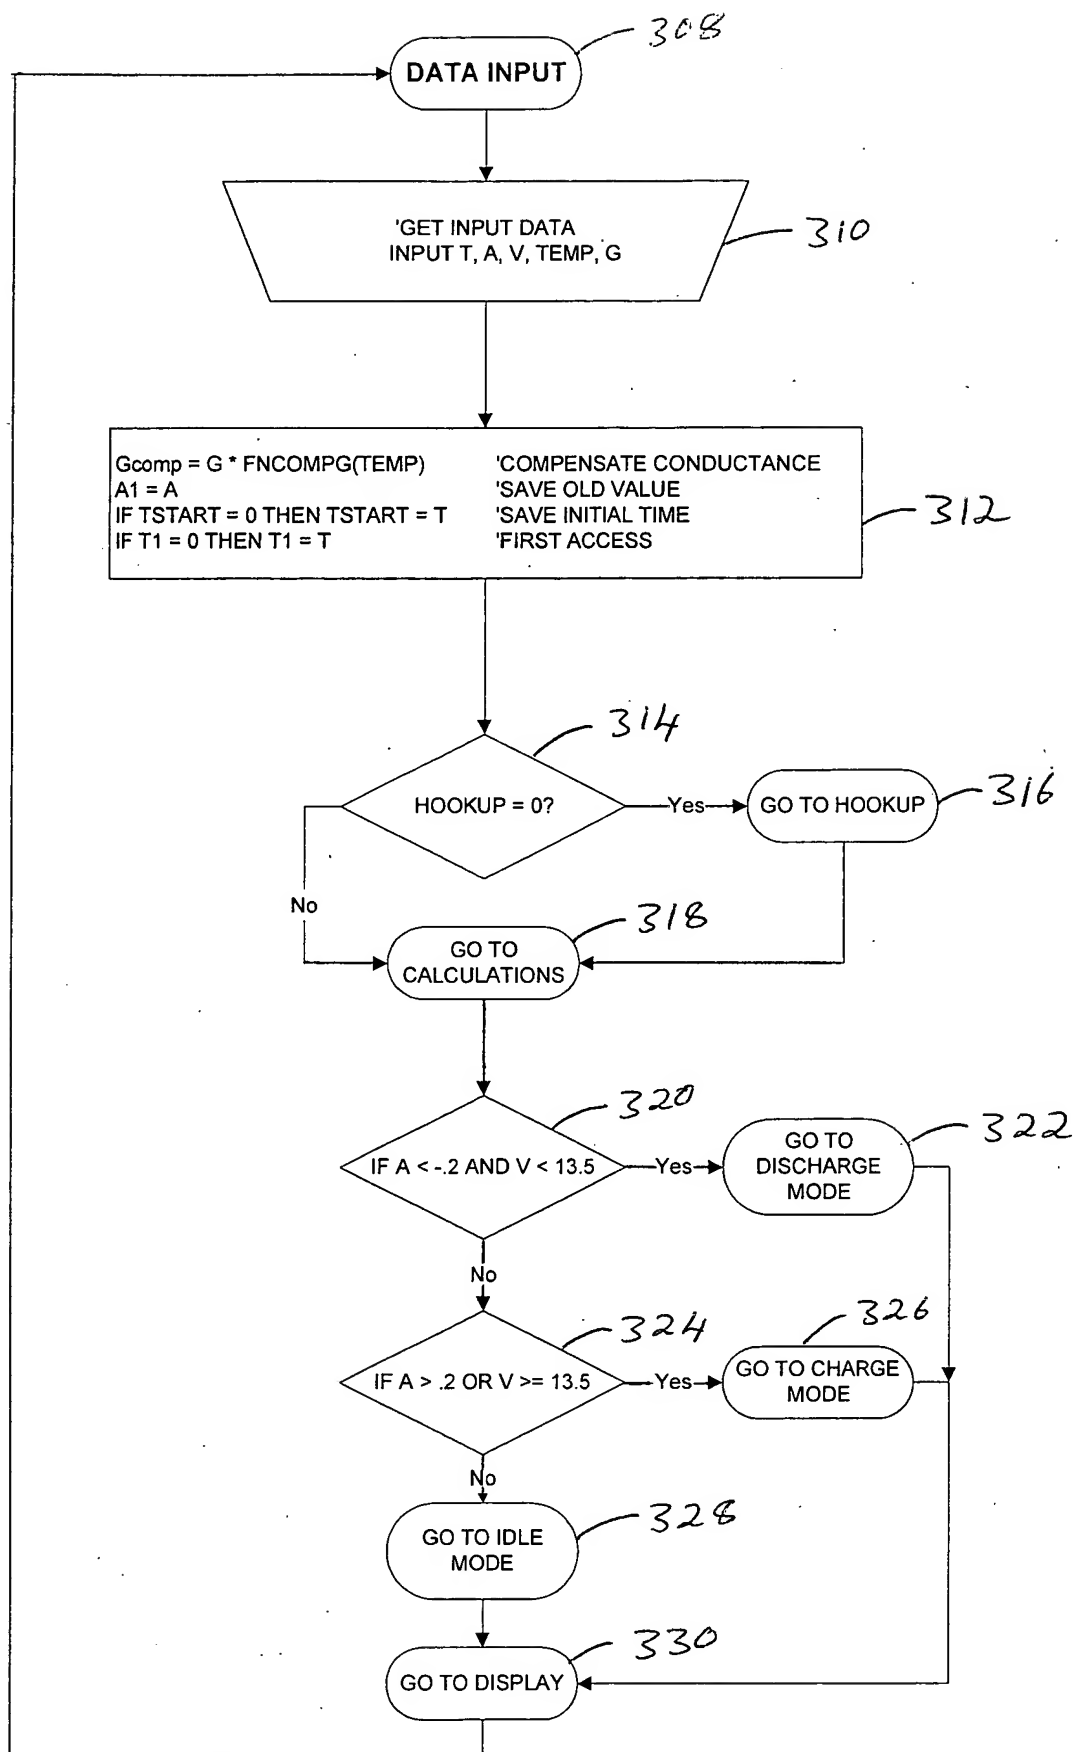 308
DATA INPUT
'GET INPUT DATA
INPUT T, A, V, TEMP, G
310
Gcomp = G * FNCOMPG(TEMP) 'COMPENSATE CONDUCTANCE
A1 = A 'SAVE OLD VALUE
IF TSTART = 0 THEN TSTART = T 'SAVE INITIAL TIME
IF T1 = 0 THEN T1 = T 'FIRST ACCESS
312
314
HOOKUP = 0?
Yes
GO TO HOOKUP
316
No
318
GO TO
CALCULATIONS
320
IF A < -.2 AND V < 13.5
Yes
GO TO
DISCHARGE
MODE
322
No
324
IF A > .2 OR V >= 13.5
Yes
326
GO TO CHARGE
MODE
No
GO TO IDLE
MODE
328
330
GO TO DISPLAY